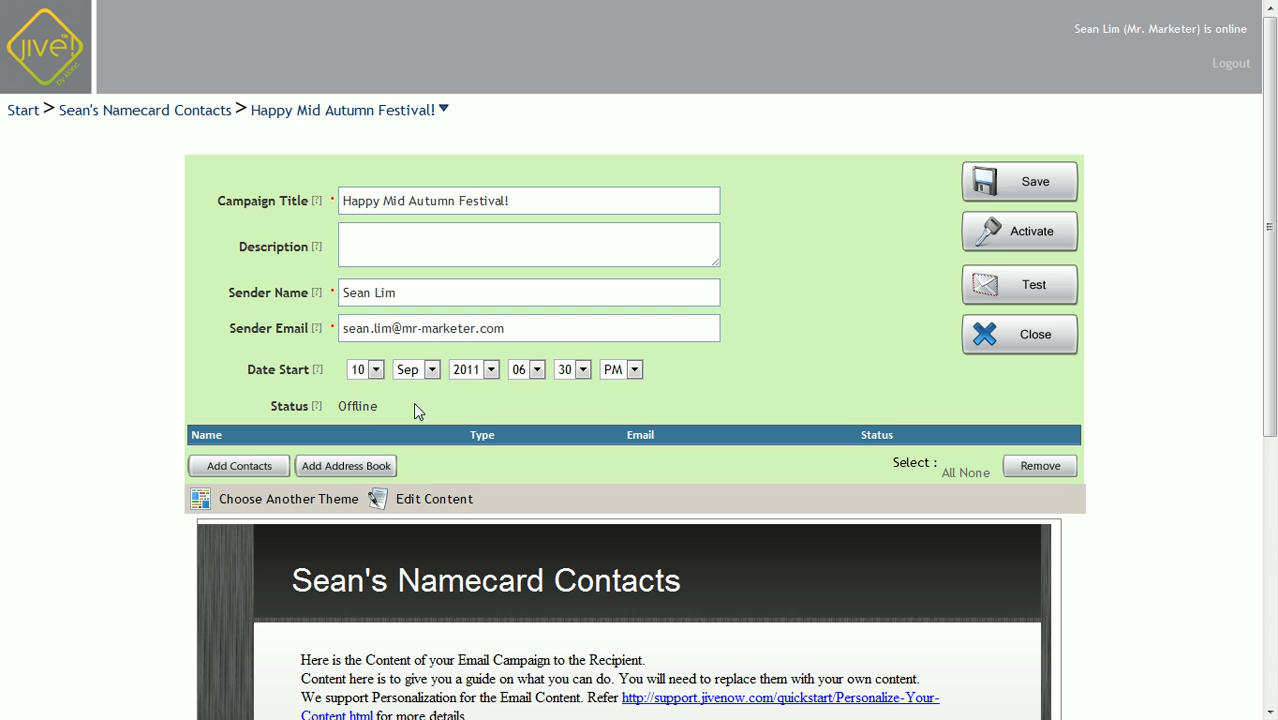 jive!™
by kline
Sean Lim (Mr. Marketer) is online
Logout
Start > Sean's Namecard Contacts > Happy Mid Autumn Festival!
Campaign Title [?] • Happy Mid Autumn Festival!
Description [?]
Sender Name [?] • Sean Lim
Sender Email [?] • sean.lim@mr-marketer.com
Date Start [?] 10 Sep 2011 06 30 PM
Status [?] Offline
Save
Activate
Test
Close
Name Type Email Status
Add Contacts Add Address Book Select : All None Remove
Choose Another Theme Edit Content
Sean's Namecard Contacts
Here is the Content of your Email Campaign to the Recipient.
Content here is to give you a guide on what you can do. You will need to replace them with your own content.
We support Personalization for the Email Content. Refer http://support.jivenow.com/quickstart/Personalize-Your-
Content.html for more details.